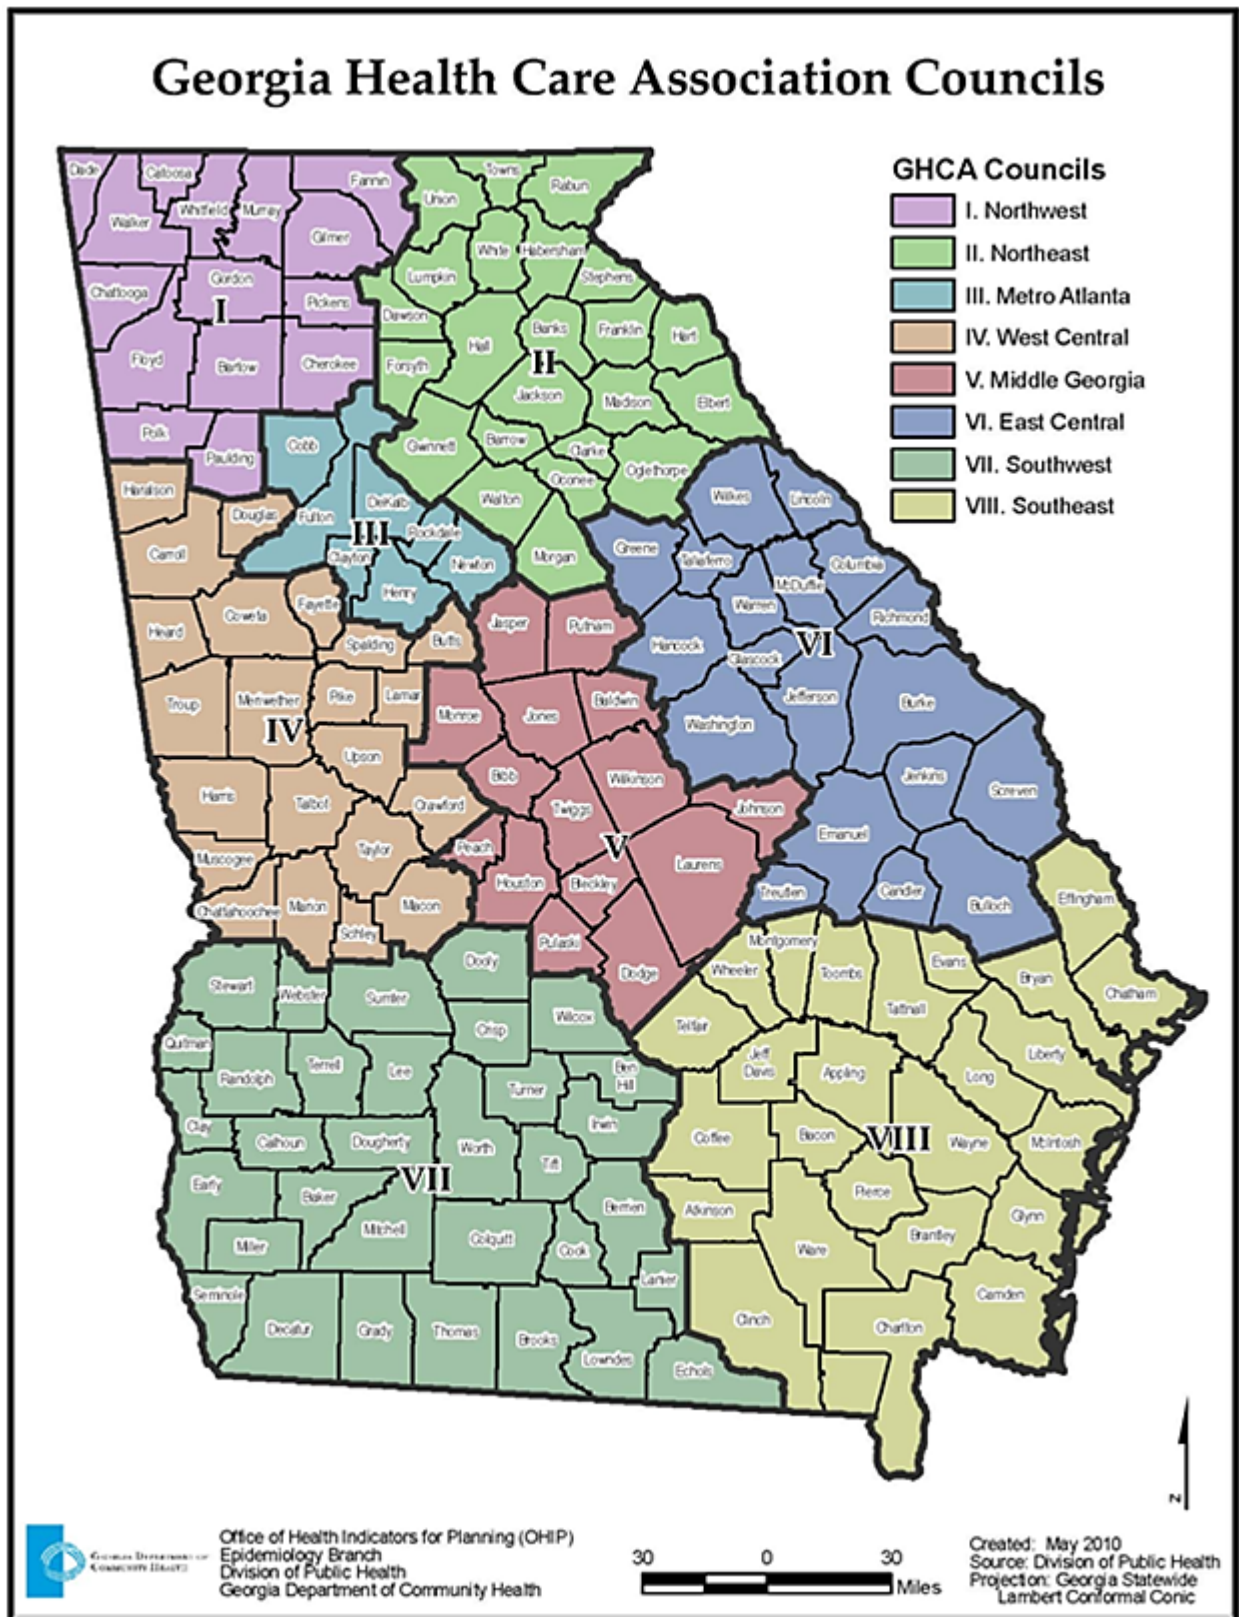 Georgia Health Care Association Councils
GHCA Councils
I. Northwest
II. Northeast
III. Metro Atlanta
IV. West Central
V. Middle Georgia
VI. East Central
VII. Southwest
VIII. Southeast
Dade
Catoosa
Fannin
Towns
Rabun
Union
Walker
Whitfield
Murray
Gilmer
White
Habersham
Lumpkin
Stephens
Chattooga
Gordon
I
Pickens
Dawson
Banks
Franklin
Hart
Hall
Floyd
Bartow
Cherokee
Forsyth
II
Jackson
Madison
Elbert
Polk
Paulding
Cobb
Gwinnett
Barrow
Clarke
Oconee
Oglethorpe
Haralson
Douglas
Fulton
DeKalb
Walton
Wilkes
Lincoln
III
Rockdale
Carroll
Clayton
Newton
Morgan
Greene
Taliaferro
Columbia
McDuffie
Henry
Warren
Richmond
Heard
Coweta
Fayette
Spalding
Butts
Jasper
Putnam
Hancock
Glascock
VI
Troup
Meriwether
Pike
Lamar
Monroe
Jones
Baldwin
Washington
Jefferson
Burke
IV
Upson
Bibb
Wilkinson
Jenkins
Screven
Harris
Talbot
Crawford
Twiggs
Johnson
Emanuel
Muscogee
Taylor
Peach
V
Laurens
Houston
Bleckley
Treutlen
Candler
Bulloch
Effingham
Chattahoochee
Marion
Schley
Macon
Pulaski
Dodge
Montgomery
Wheeler
Toombs
Evans
Tattnall
Bryan
Chatham
Stewart
Webster
Sumter
Dooly
Crisp
Wilcox
Telfair
Quitman
Randolph
Terrell
Lee
Turner
Ben
Hill
Jeff
Davis
Appling
Long
Liberty
Clay
Calhoun
Dougherty
Worth
Irwin
Tift
Coffee
Bacon
VIII
Wayne
McIntosh
Early
Baker
VII
Mitchell
Berrien
Atkinson
Pierce
Glynn
Miller
Colquitt
Cook
Lanier
Ware
Brantley
Seminole
Decatur
Grady
Thomas
Brooks
Lowndes
Echols
Clinch
Charlton
Camden
N
Georgia Department of
Community Health
Office of Health Indicators for Planning (OHIP)
Epidemiology Branch
Division of Public Health
Georgia Department of Community Health
30 0 30
Miles
Created: May 2010
Source: Division of Public Health
Projection: Georgia Statewide
Lambert Conformal Conic